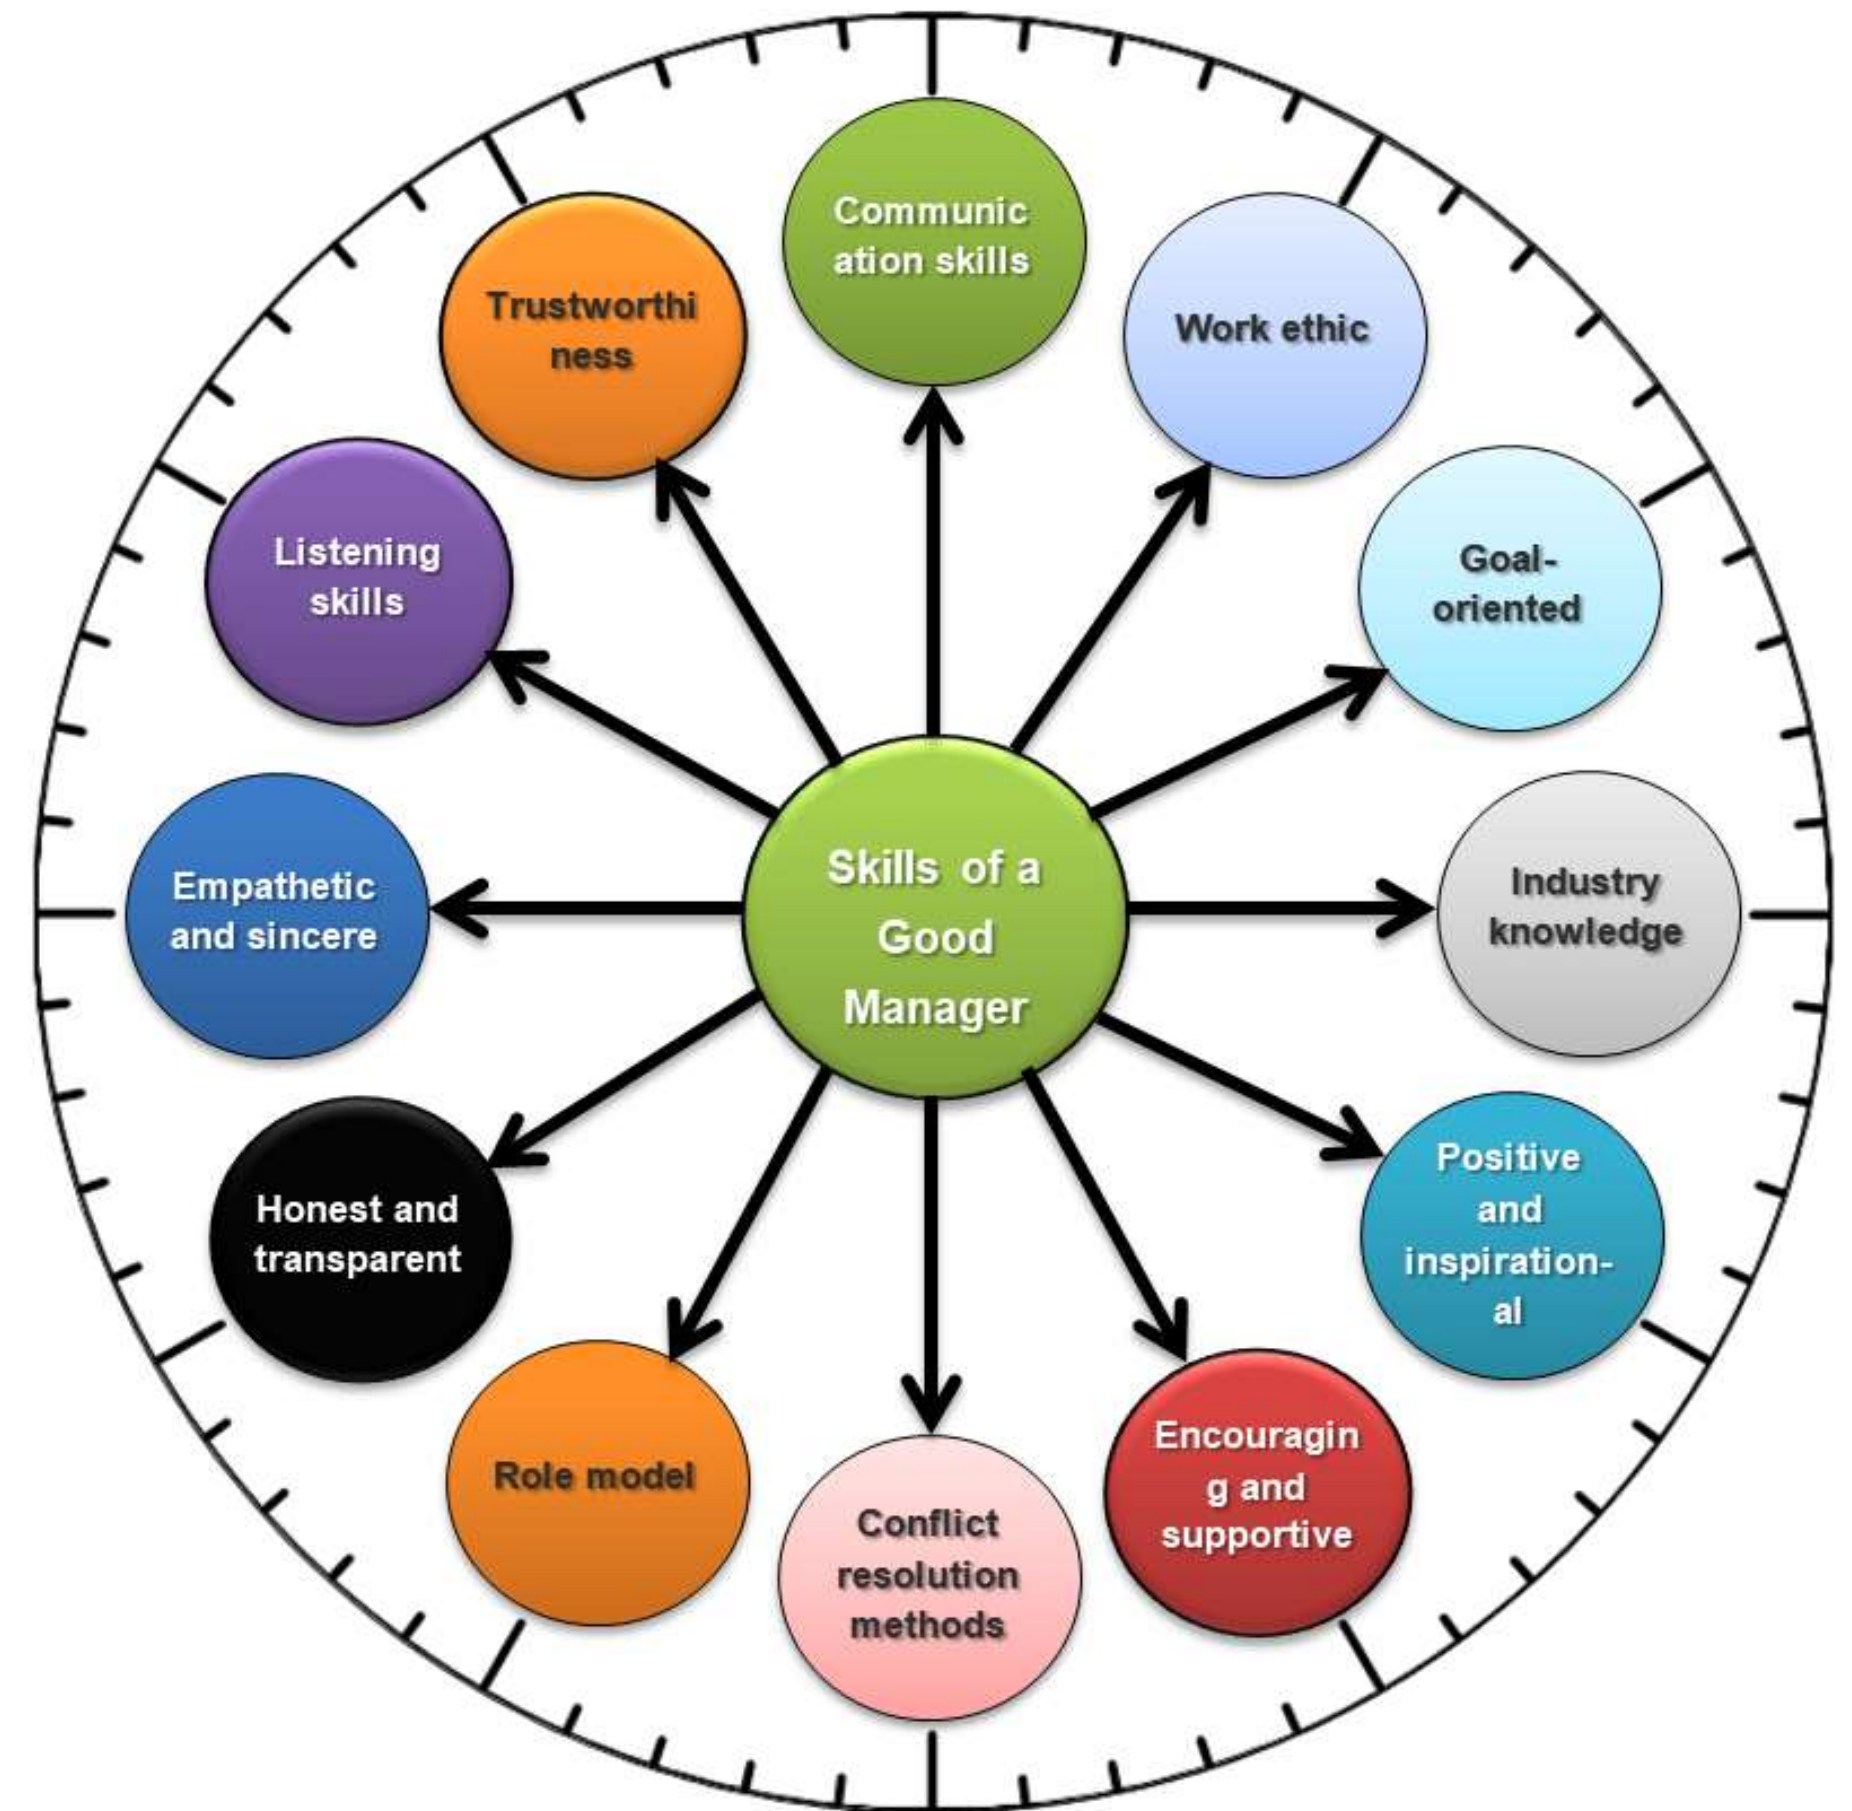 Communic
ation skills
Work ethic
Goal-
oriented
Industry
knowledge
Positive
and
inspiration-
al
Encouragin
g and
supportive
Conflict
resolution
methods
Role model
Honest and
transparent
Empathetic
and sincere
Listening
skills
Trustworthi
ness
Skills of a
Good
Manager